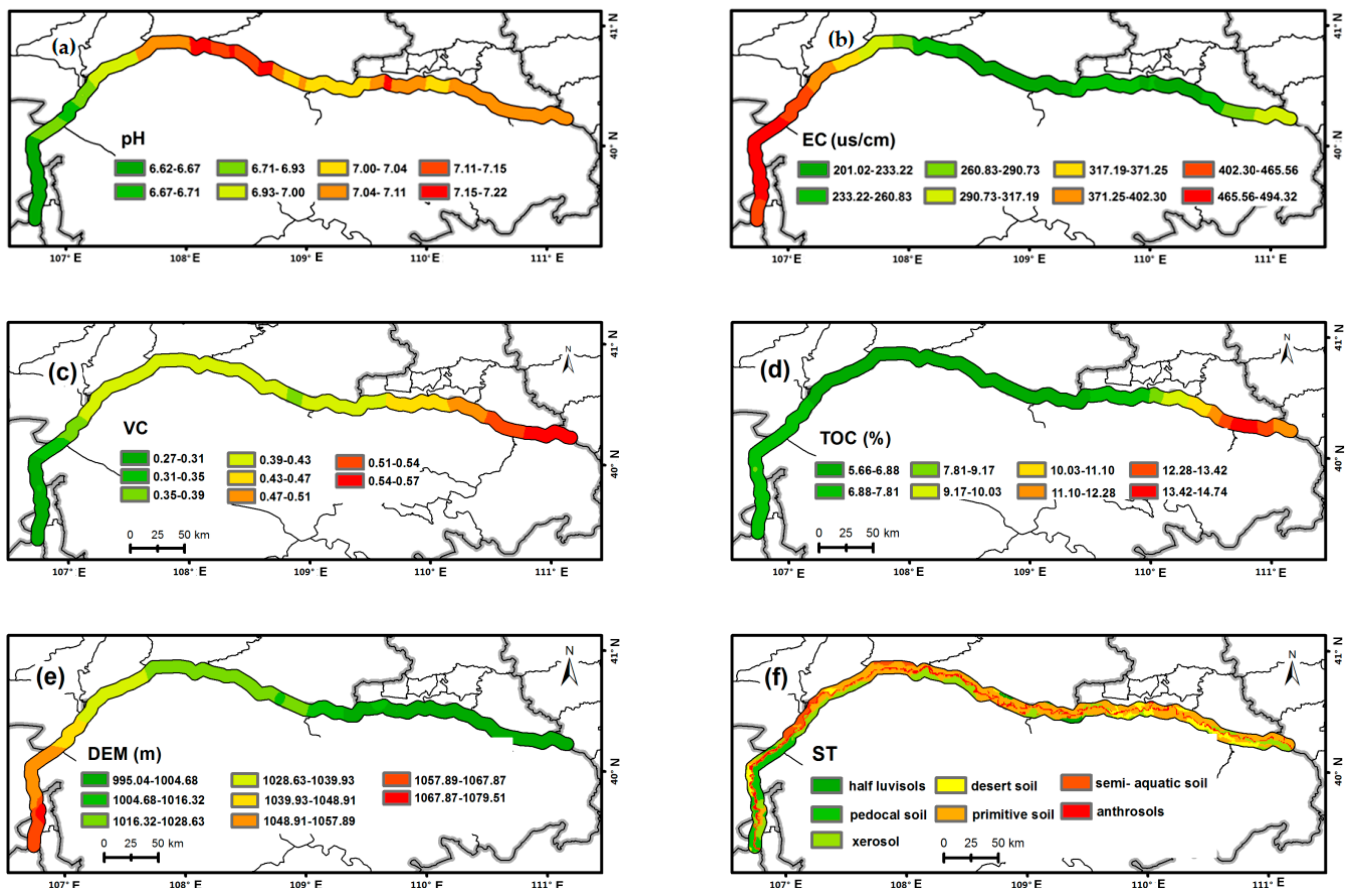 (a)
pH
6.62-6.67 6.71-6.93 7.00-7.04 7.11-7.15
6.67-6.71 6.93-7.00 7.04-7.11 7.15-7.22
41° N
40° N
107° E 108° E 109° E 110° E 111° E
(b)
EC (us/cm)
201.02-233.22 260.83-290.73 317.19-371.25 402.30-465.56
233.22-260.83 290.73-317.19 371.25-402.30 465.56-494.32
41° N
40° N
107° E 108° E 109° E 110° E 111° E
(c)
N
VC
0.27-0.31 0.39-0.43 0.51-0.54
0.31-0.35 0.43-0.47 0.54-0.57
0.35-0.39 0.47-0.51
0 25 50 km
41° N
40° N
107° E 108° E 109° E 110° E 111° E
(d)
N
TOC (%)
5.66-6.88 7.81-9.17 10.03-11.10 12.28-13.42
6.88-7.81 9.17-10.03 11.10-12.28 13.42-14.74
0 25 50 km
41° N
40° N
107° E 108° E 109° E 110° E 111° E
(e)
N
DEM (m)
995.04-1004.68 1028.63-1039.93 1057.89-1067.87
1004.68-1016.32 1039.93-1048.91 1067.87-1079.51
1016.32-1028.63 1048.91-1057.89
0 25 50 km
41° N
40° N
107° E 108° E 109° E 110° E 111° E
(f)
N
ST
half luvisols desert soil semi- aquatic soil
pedocal soil primitive soil anthrosols
xerosol
0 25 50 km
41° N
40° N
107° E 108° E 109° E 110° E 111° E